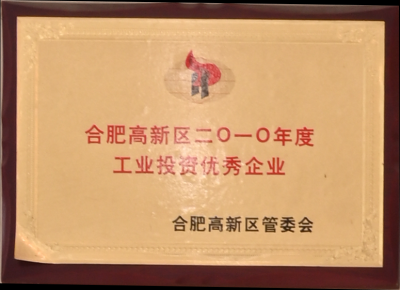 合肥高新区二〇一〇年度
工业投资优秀企业
合肥高新区管委会